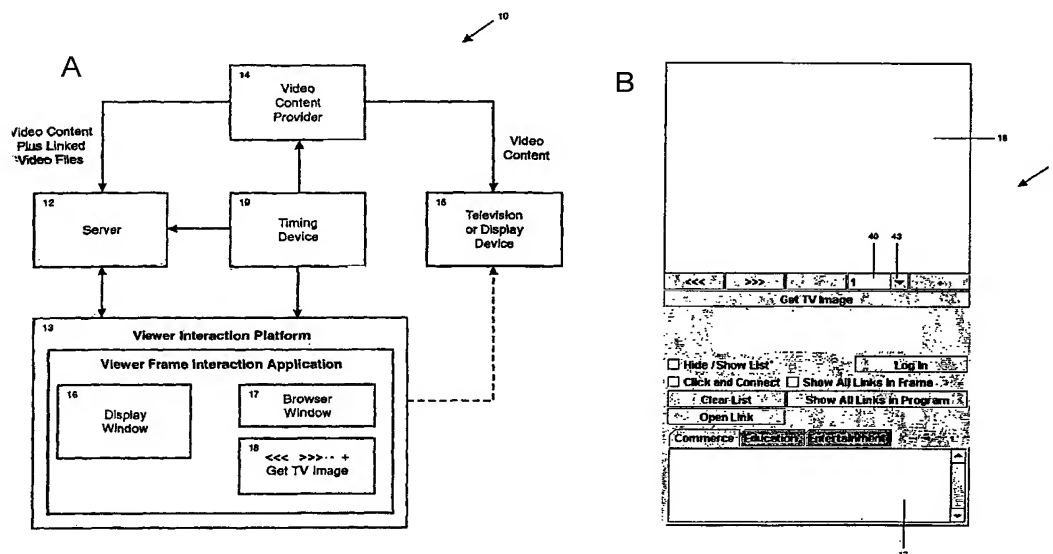 10
A
14
Video
Content
Provider
Video Content
Plus Linked
Video Files
Video
Content
12
Server
19
Timing
Device
15
Television
or Display
Device
13
Viewer Interaction Platform
Viewer Frame Interaction Application
16
Display
Window
17
Browser
Window
18
<<< >>> - +
Get TV Image
B
16
40
43
<<<
>>>
1
Get TV Image
Hide / Show List
Log In
Click and Connect
Show All Links in Frame
Clear List
Show All Links in Program
Open Link
Commerce
Education
Entertainment
17